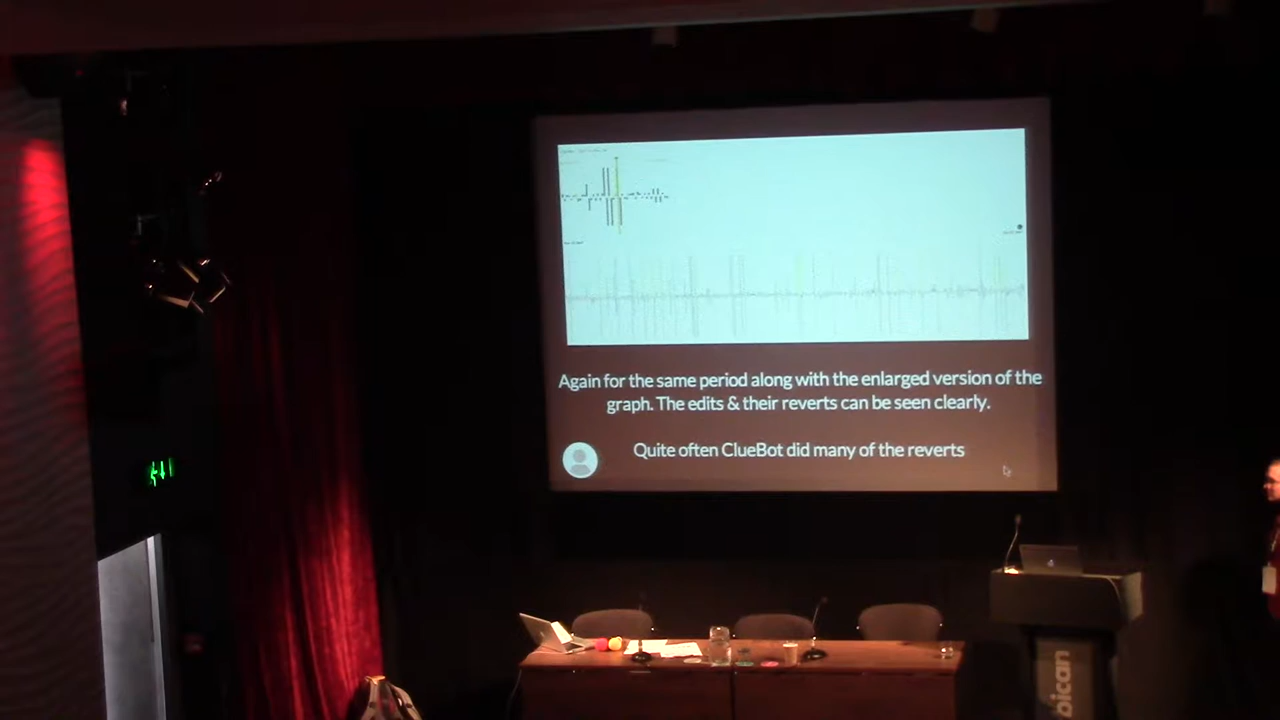 Again for the same period along with the enlarged version of the
graph. The edits & their reverts can be seen clearly.
Quite often ClueBot did many of the reverts
bican